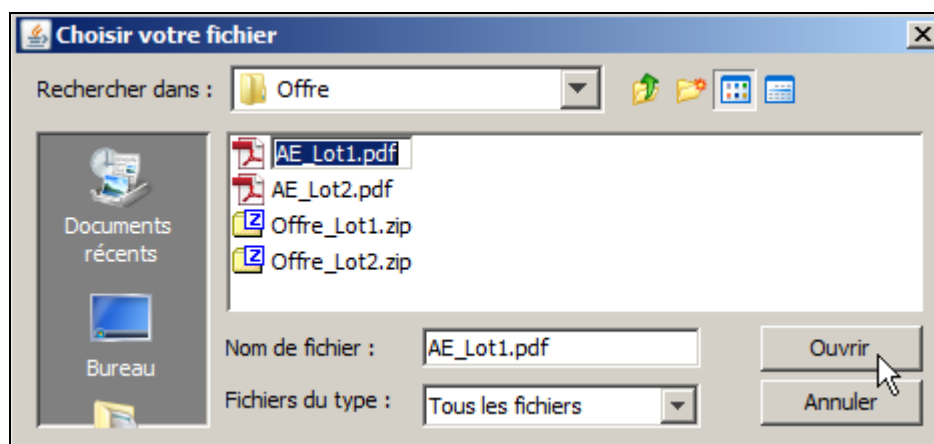 Choisir votre fichier
Rechercher dans :
Offre
AE_Lot1.pdf
AE_Lot2.pdf
Offre_Lot1.zip
Offre_Lot2.zip
Documents
récents
Bureau
Nom de fichier :
AE_Lot1.pdf
Ouvrir
Fichiers du type :
Tous les fichiers
Annuler